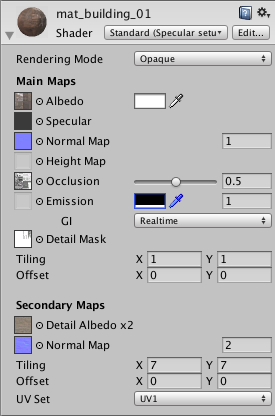 mat_building_01
Shader Standard (Specular setu Edit...
Rendering Mode Opaque
Main Maps
Albedo
Specular
Normal Map 1
Height Map
Occlusion 0.5
Emission 1
GI Realtime
Detail Mask
Tiling X 1 Y 1
Offset X 0 Y 0
Secondary Maps
Detail Albedo x2
Normal Map 2
Tiling X 7 Y 7
Offset X 0 Y 0
UV Set UV1